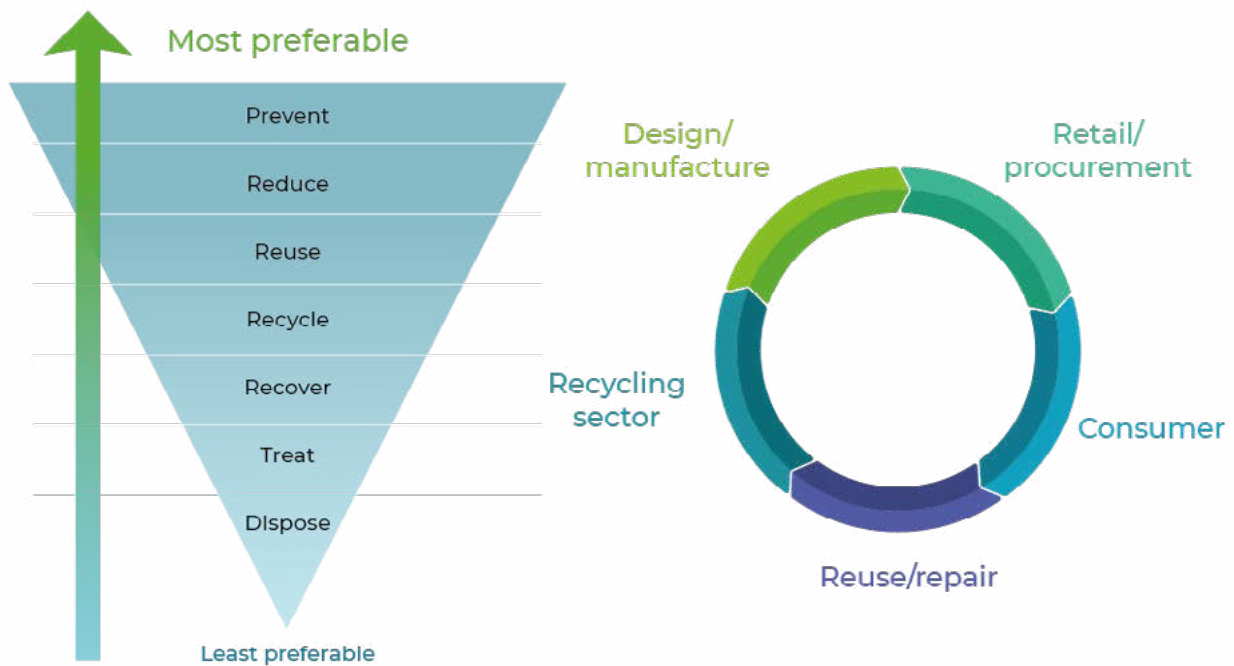 Most preferable
Prevent
Reduce
Reuse
Recycle
Recover
Treat
DIspose
Least preferable
Design/
manufacture
Retail/
procurement
Consumer
Reuse/repair
Recycling
sector